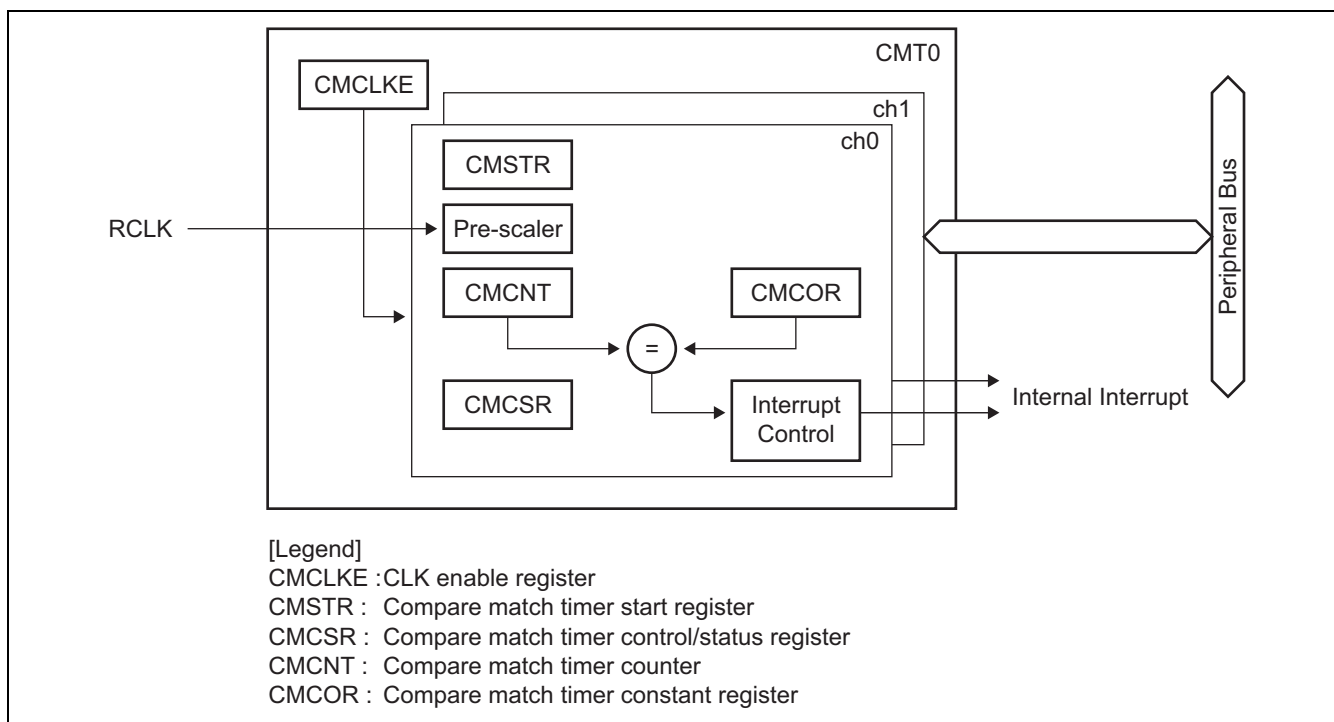 CMT0
CMCLKE
ch1
ch0
CMSTR
RCLK
Pre-scaler
CMCNT
CMCOR
=
CMCSR
Interrupt
Control
Internal Interrupt
Peripheral Bus
[Legend]
CMCLKE : CLK enable register
CMSTR : Compare match timer start register
CMCSR : Compare match timer control/status register
CMCNT : Compare match timer counter
CMCOR : Compare match timer constant register